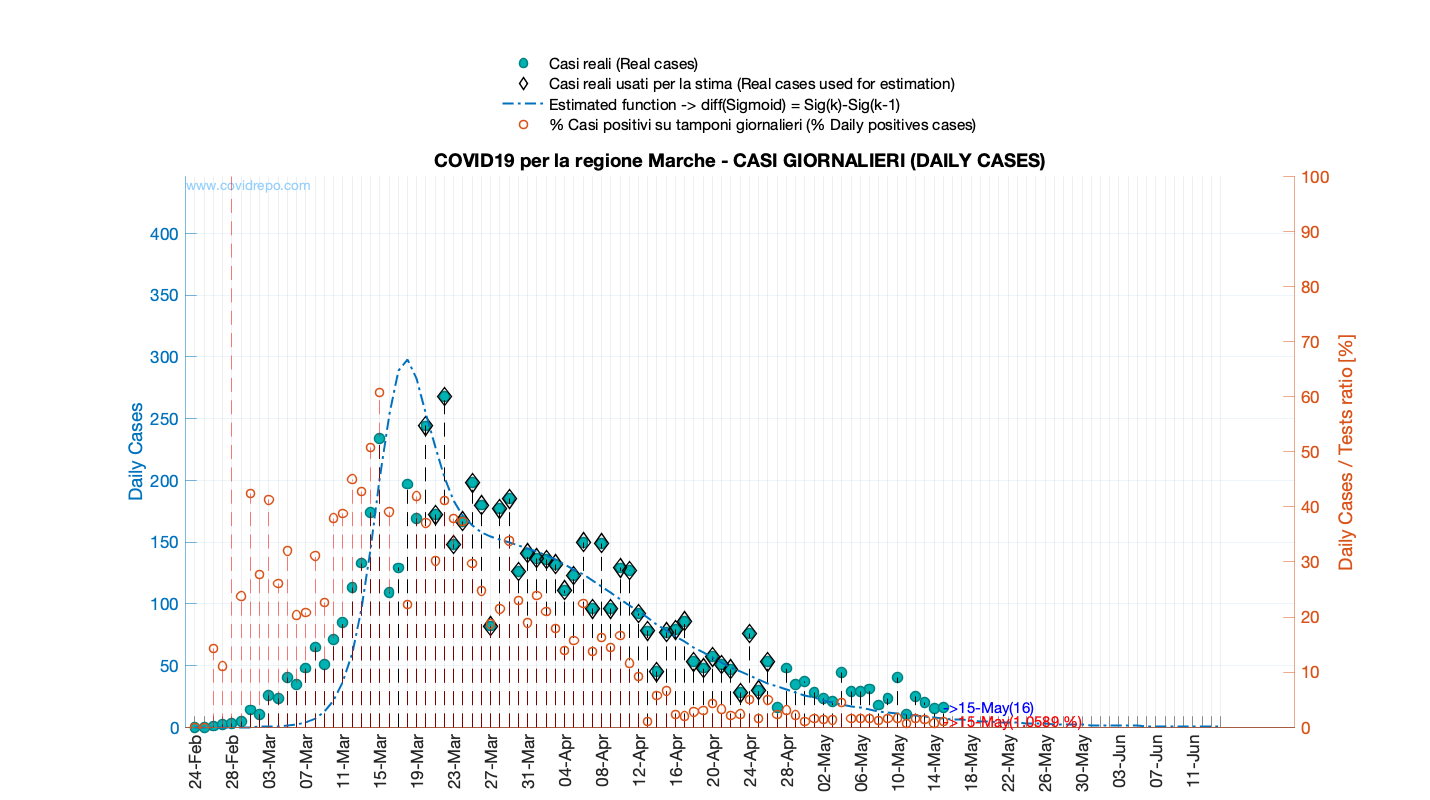 Casi reali (Real cases)
Casi reali usati per la stima (Real cases used for estimation)
Estimated function -> diff(Sigmoid) = Sig(k)-Sig(k-1)
% Casi positivi su tamponi giornalieri (% Daily positives cases)
COVID19 per la regione Marche - CASI GIORNALIERI (DAILY CASES)
www.covidrepo.com
Daily Cases
400
350
300
250
200
150
100
50
0
100
90
80
70
60
50
40
30
20
10
0
Daily Cases / Tests ratio [%]
->15-May(16)
->15-May(1.0589 %)
24-Feb
28-Feb
03-Mar
07-Mar
11-Mar
15-Mar
19-Mar
23-Mar
27-Mar
31-Mar
04-Apr
08-Apr
12-Apr
16-Apr
20-Apr
24-Apr
28-Apr
02-May
06-May
10-May
14-May
18-May
22-May
26-May
30-May
03-Jun
07-Jun
11-Jun